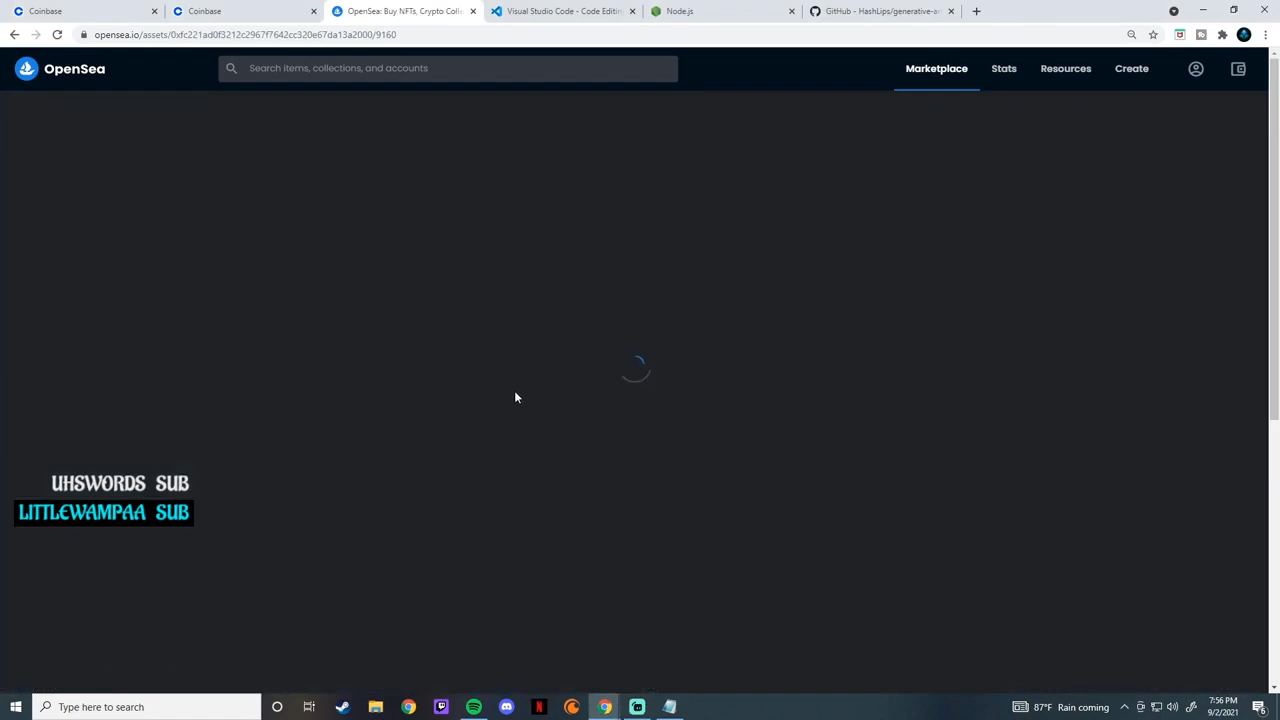 Coinbase
Coinbase
OpenSea: Buy NFTs, Crypto Colle
Visual Studio Code - Code Editing
Node.js
GitHub - HashLips/generative-ar
opensea.io/assets/0xfc221ad0f3212c2967f7642cc320e67da13a2000/9160
OpenSea
Search items, collections, and accounts
Marketplace
Stats
Resources
Create
UHSWORDS SUB
LITTLEWAMPAA SUB
Type here to search
87°F Rain coming
7:56 PM
9/2/2021
6